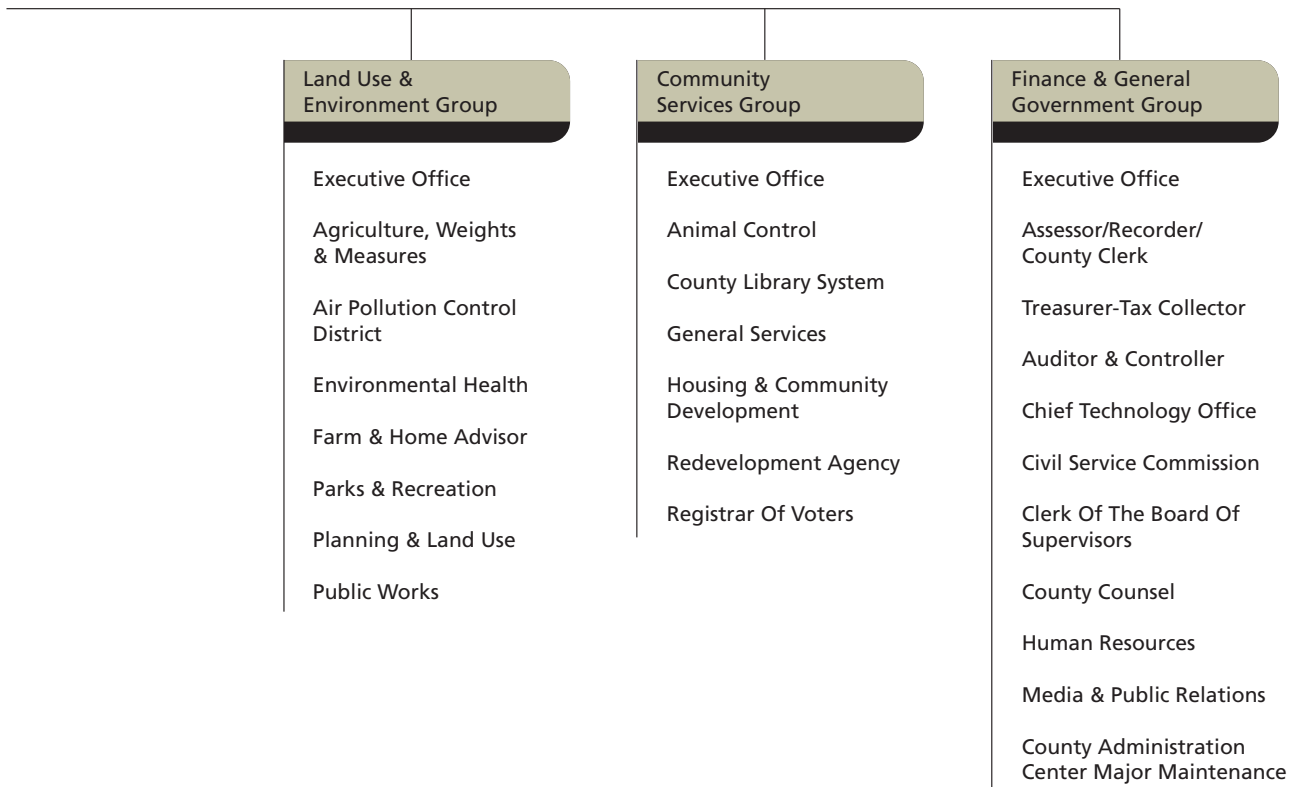 Land Use &
Environment Group
Executive Office
Agriculture, Weights
& Measures
Air Pollution Control
District
Environmental Health
Farm & Home Advisor
Parks & Recreation
Planning & Land Use
Public Works
Community
Services Group
Executive Office
Animal Control
County Library System
General Services
Housing & Community
Development
Redevelopment Agency
Registrar Of Voters
Finance & General
Government Group
Executive Office
Assessor/Recorder/
County Clerk
Treasurer-Tax Collector
Auditor & Controller
Chief Technology Office
Civil Service Commission
Clerk Of The Board Of
Supervisors
County Counsel
Human Resources
Media & Public Relations
County Administration
Center Major Maintenance